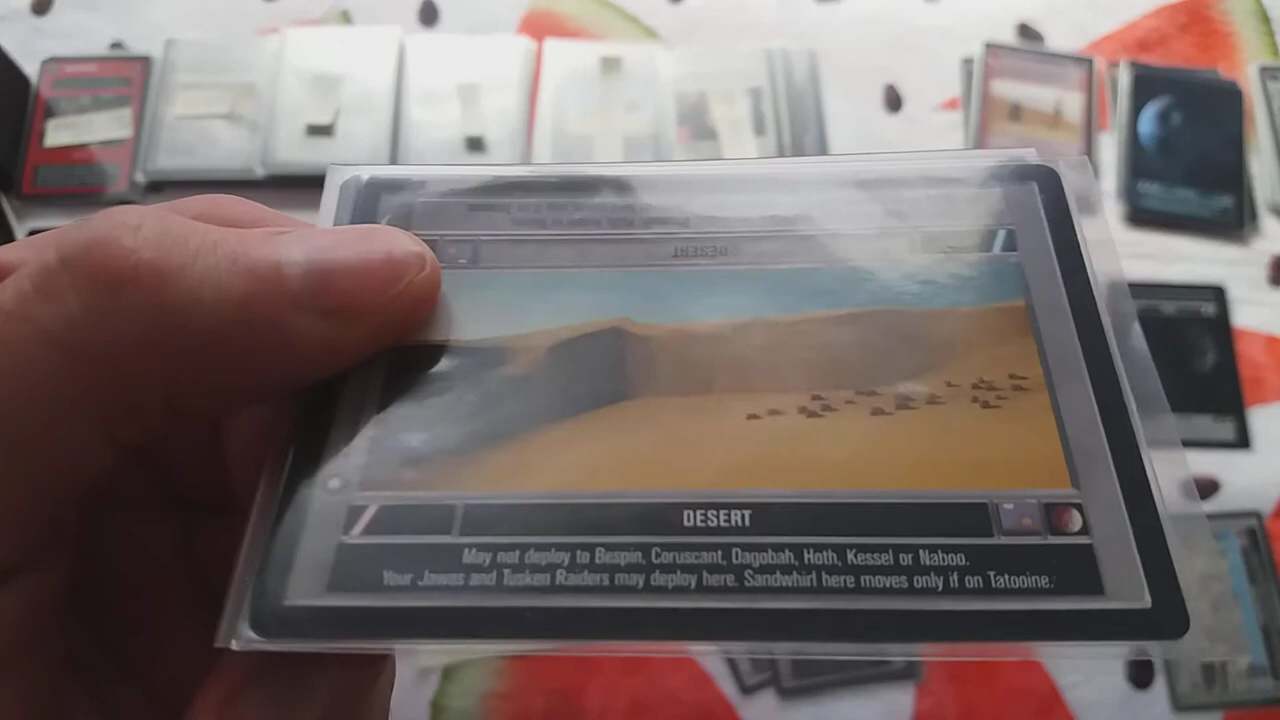 DESERT
DESERT
May not deploy to Bespin, Coruscant, Dagobah, Hoth, Kessel or Naboo.
Your Jawas and Tusken Raiders may deploy here. Sandwhirl here moves only if on Tatooine.